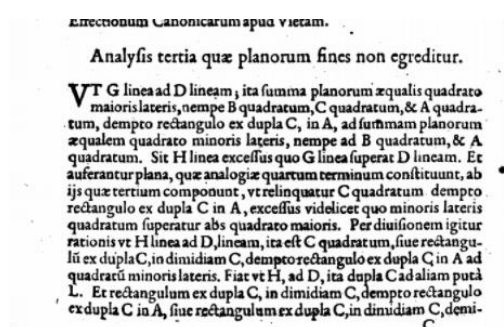 Effectionum Canonicarum apud Vietam.
Analysis tertia quæ planorum fines non egreditur.
VT G linea ad D lineam, ita summa planorum æqualis quadrato
maioris lateris, nempe B quadratum, C quadratum, & A quadra-
tum, dempto rectangulo ex dupla C, in A, ad summam planorum
æqualem quadrato minoris lateris, nempe ad B quadratum, & A
quadratum. Sit H linea excessus quo G linea superat D lineam. Et
auferantur plana, quæ analogiæ quartum terminum constituunt, ab
ijs quæ tertium componunt, vt relinquatur C quadratum dempto
rectangulo ex dupla C in A, excessus videlicet quo minoris lateris
quadratum superatur abs quadrato maioris. Per diuisionem igitur
rationis vt H linea ad D, lineam, ita est C quadratum, siue rectangu-
lũ ex dupla C, in dimidiam C, dempto rectangulo ex dupla C in A ad
quadratũ minoris lateris. Fiat vt H, ad D, ita dupla C ad aliam putà
L. Et rectangulum ex dupla C, in dimidiam C, dempto rectangulo
ex dupla C in A, siue rectangulum ex dupla C, in dimidiam C, demi-